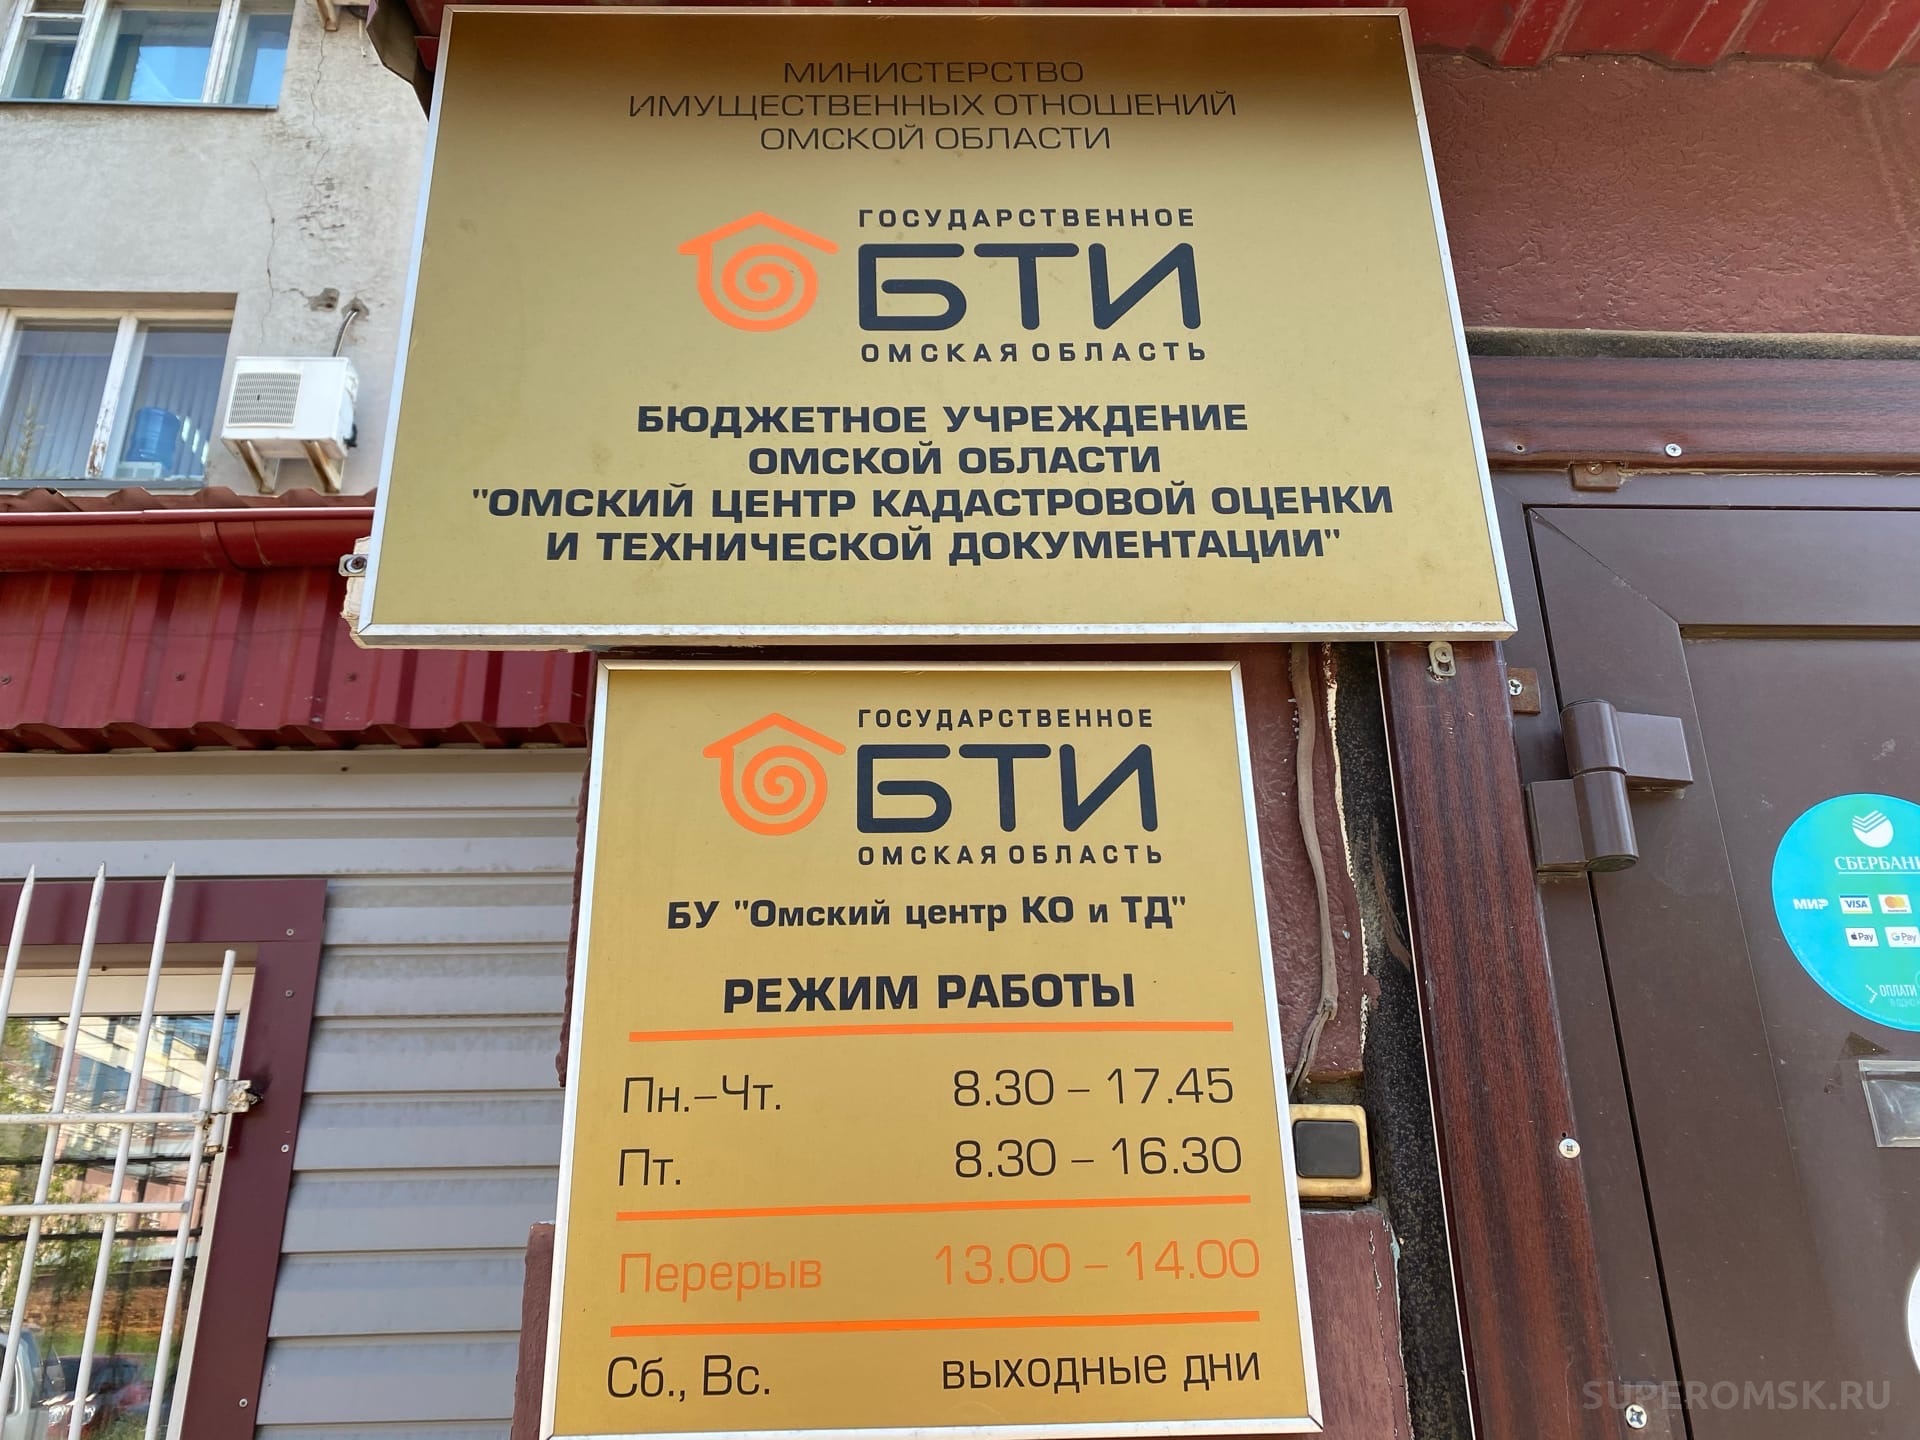 МИНИСТЕРСТВО
ИМУЩЕСТВЕННЫХ ОТНОШЕНИЙ
ОМСКОЙ ОБЛАСТИ
ГОСУДАРСТВЕННОЕ
БТИ
ОМСКАЯ ОБЛАСТЬ
БЮДЖЕТНОЕ УЧРЕЖДЕНИЕ
ОМСКОЙ ОБЛАСТИ
"ОМСКИЙ ЦЕНТР КАДАСТРОВОЙ ОЦЕНКИ
И ТЕХНИЧЕСКОЙ ДОКУМЕНТАЦИИ"
ГОСУДАРСТВЕННОЕ
БТИ
ОМСКАЯ ОБЛАСТЬ
БУ "Омский центр КО и ТД"
РЕЖИМ РАБОТЫ
Пн.–Чт. 8.30 – 17.45
Пт. 8.30 – 16.30
Перерыв 13.00 – 14.00
Сб., Вс. выходные дни
СБЕРБАНК
МИР VISA
Pay G Pay
SUPEROMSK.RU